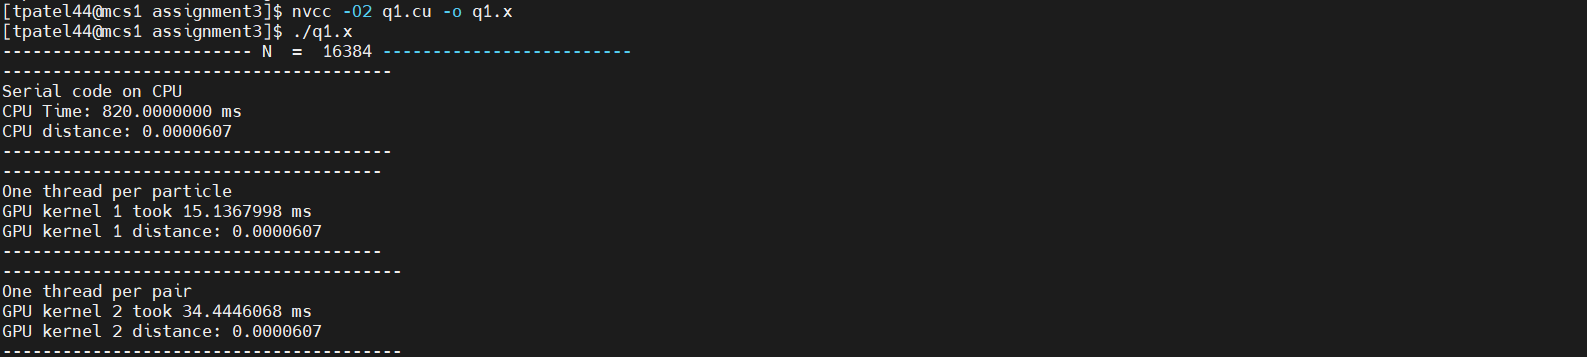 [tpatel44@mcs1 assignment3]$ nvcc -O2 q1.cu -o q1.x
[tpatel44@mcs1 assignment3]$ ./q1.x
------------------------- N  =  16384 -------------------------
---------------------------------------
Serial code on CPU
CPU Time: 820.0000000 ms
CPU distance: 0.0000607
---------------------------------------
--------------------------------------
One thread per particle
GPU kernel 1 took 15.1367998 ms
GPU kernel 1 distance: 0.0000607
--------------------------------------
----------------------------------------
One thread per pair
GPU kernel 2 took 34.4446068 ms
GPU kernel 2 distance: 0.0000607
----------------------------------------